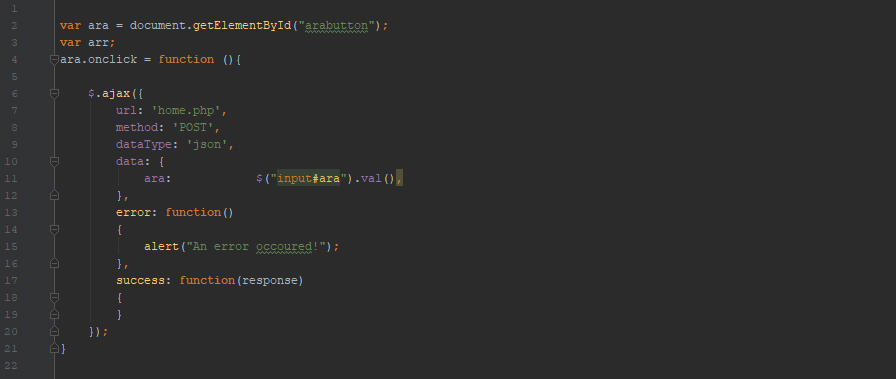 1
2 var ara = document.getElementById("arabutton");
3 var arr;
4 ara.onclick = function (){
5
6 $.ajax({
7 url: 'home.php',
8 method: 'POST',
9 dataType: 'json',
10 data: {
11 ara: $("input#ara").val(),
12 },
13 error: function()
14 {
15 alert("An error occoured!");
16 },
17 success: function(response)
18 {
19 }
20 });
21 }
22